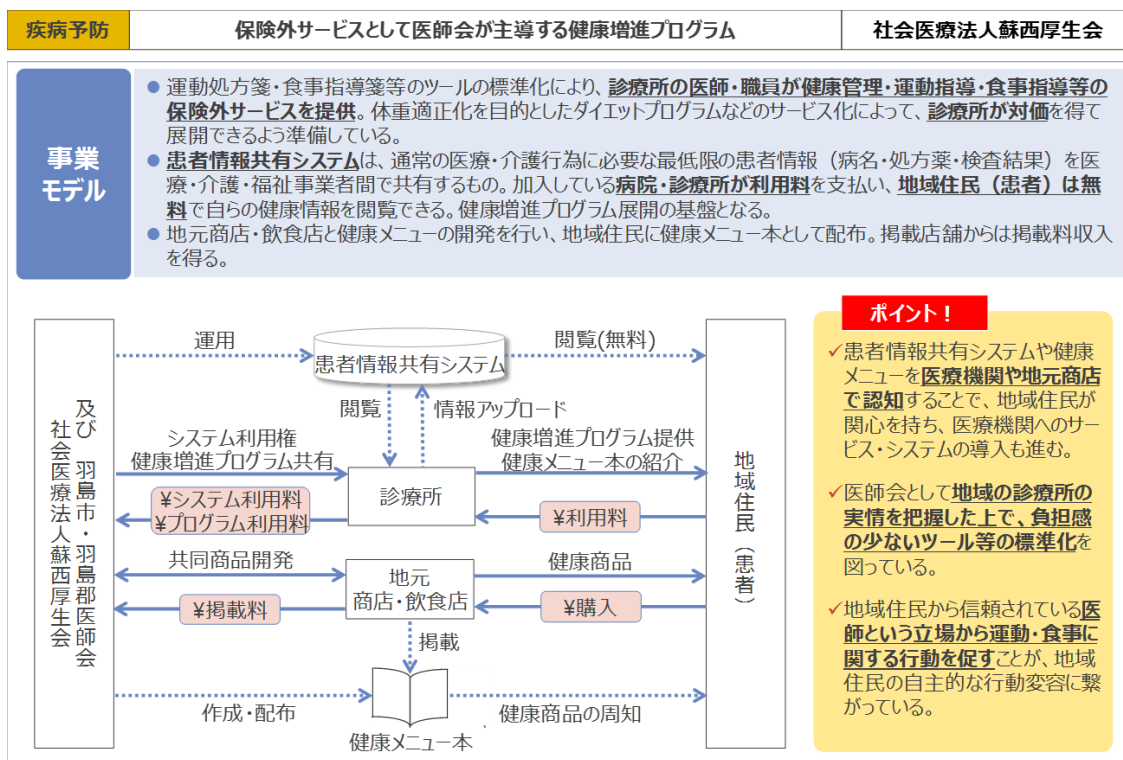 疾病予防
保険外サービスとして医師会が主導する健康増進プログラム
社会医療法人蘇西厚生会
事業
モデル
● 運動処方箋・食事指導箋等のツールの標準化により、診療所の医師・職員が健康管理・運動指導・食事指導等の
保険外サービスを提供。体重適正化を目的としたダイエットプログラムなどのサービス化によって、診療所が対価を得て
展開できるよう準備している。
● 患者情報共有システムは、通常の医療・介護行為に必要な最低限の患者情報（病名・処方薬・検査結果）を医
療・介護・福祉事業者間で共有するもの。加入している病院・診療所が利用料を支払い、地域住民（患者）は無
料で自らの健康情報を閲覧できる。健康増進プログラム展開の基盤となる。
● 地元商店・飲食店と健康メニューの開発を行い、地域住民に健康メニュー本として配布。掲載店舗からは掲載料収入
を得る。
及び 羽島市・羽島郡医師会
社会医療法人蘇西厚生会
運用
患者情報共有システム
閲覧(無料)
閲覧
情報アップロード
システム利用権
健康増進プログラム共有
¥システム利用料
¥プログラム利用料
診療所
健康増進プログラム提供
健康メニュー本の紹介
¥利用料
共同商品開発
¥掲載料
地元
商店・飲食店
健康商品
¥購入
掲載
作成・配布
健康メニュー本
健康商品の周知
地域住民（患者）
ポイント！
✓患者情報共有システムや健康
メニューを医療機関や地元商店
で認知することで、地域住民が
関心を持ち、医療機関へのサー
ビス・システムの導入も進む。
✓医師会として地域の診療所の
実情を把握した上で、負担感
の少ないツール等の標準化を
図っている。
✓地域住民から信頼されている医
師という立場から運動・食事に
関する行動を促すことが、地域
住民の自主的な行動変容に繋
がっている。